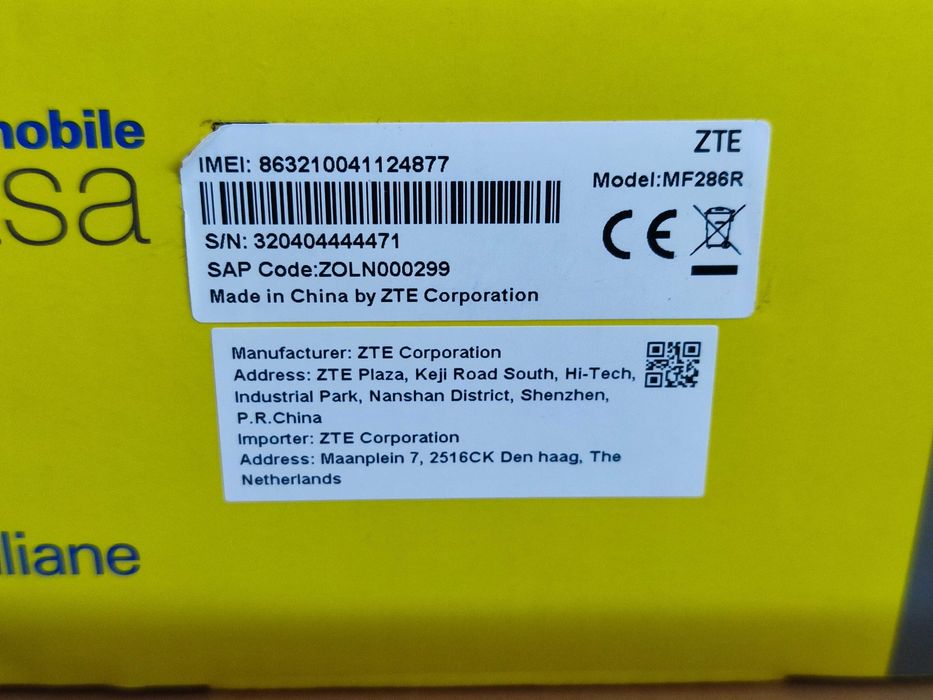 mobile
sa
IMEI: 863210041124877
S/N: 320404444471
SAP Code:ZOLN000299
Made in China by ZTE Corporation
ZTE
Model:MF286R
CE
Manufacturer: ZTE Corporation
Address: ZTE Plaza, Keji Road South, Hi-Tech,
Industrial Park, Nanshan District, Shenzhen,
P.R.China
Importer: ZTE Corporation
Address: Maanplein 7, 2516CK Den haag, The
Netherlands
liane